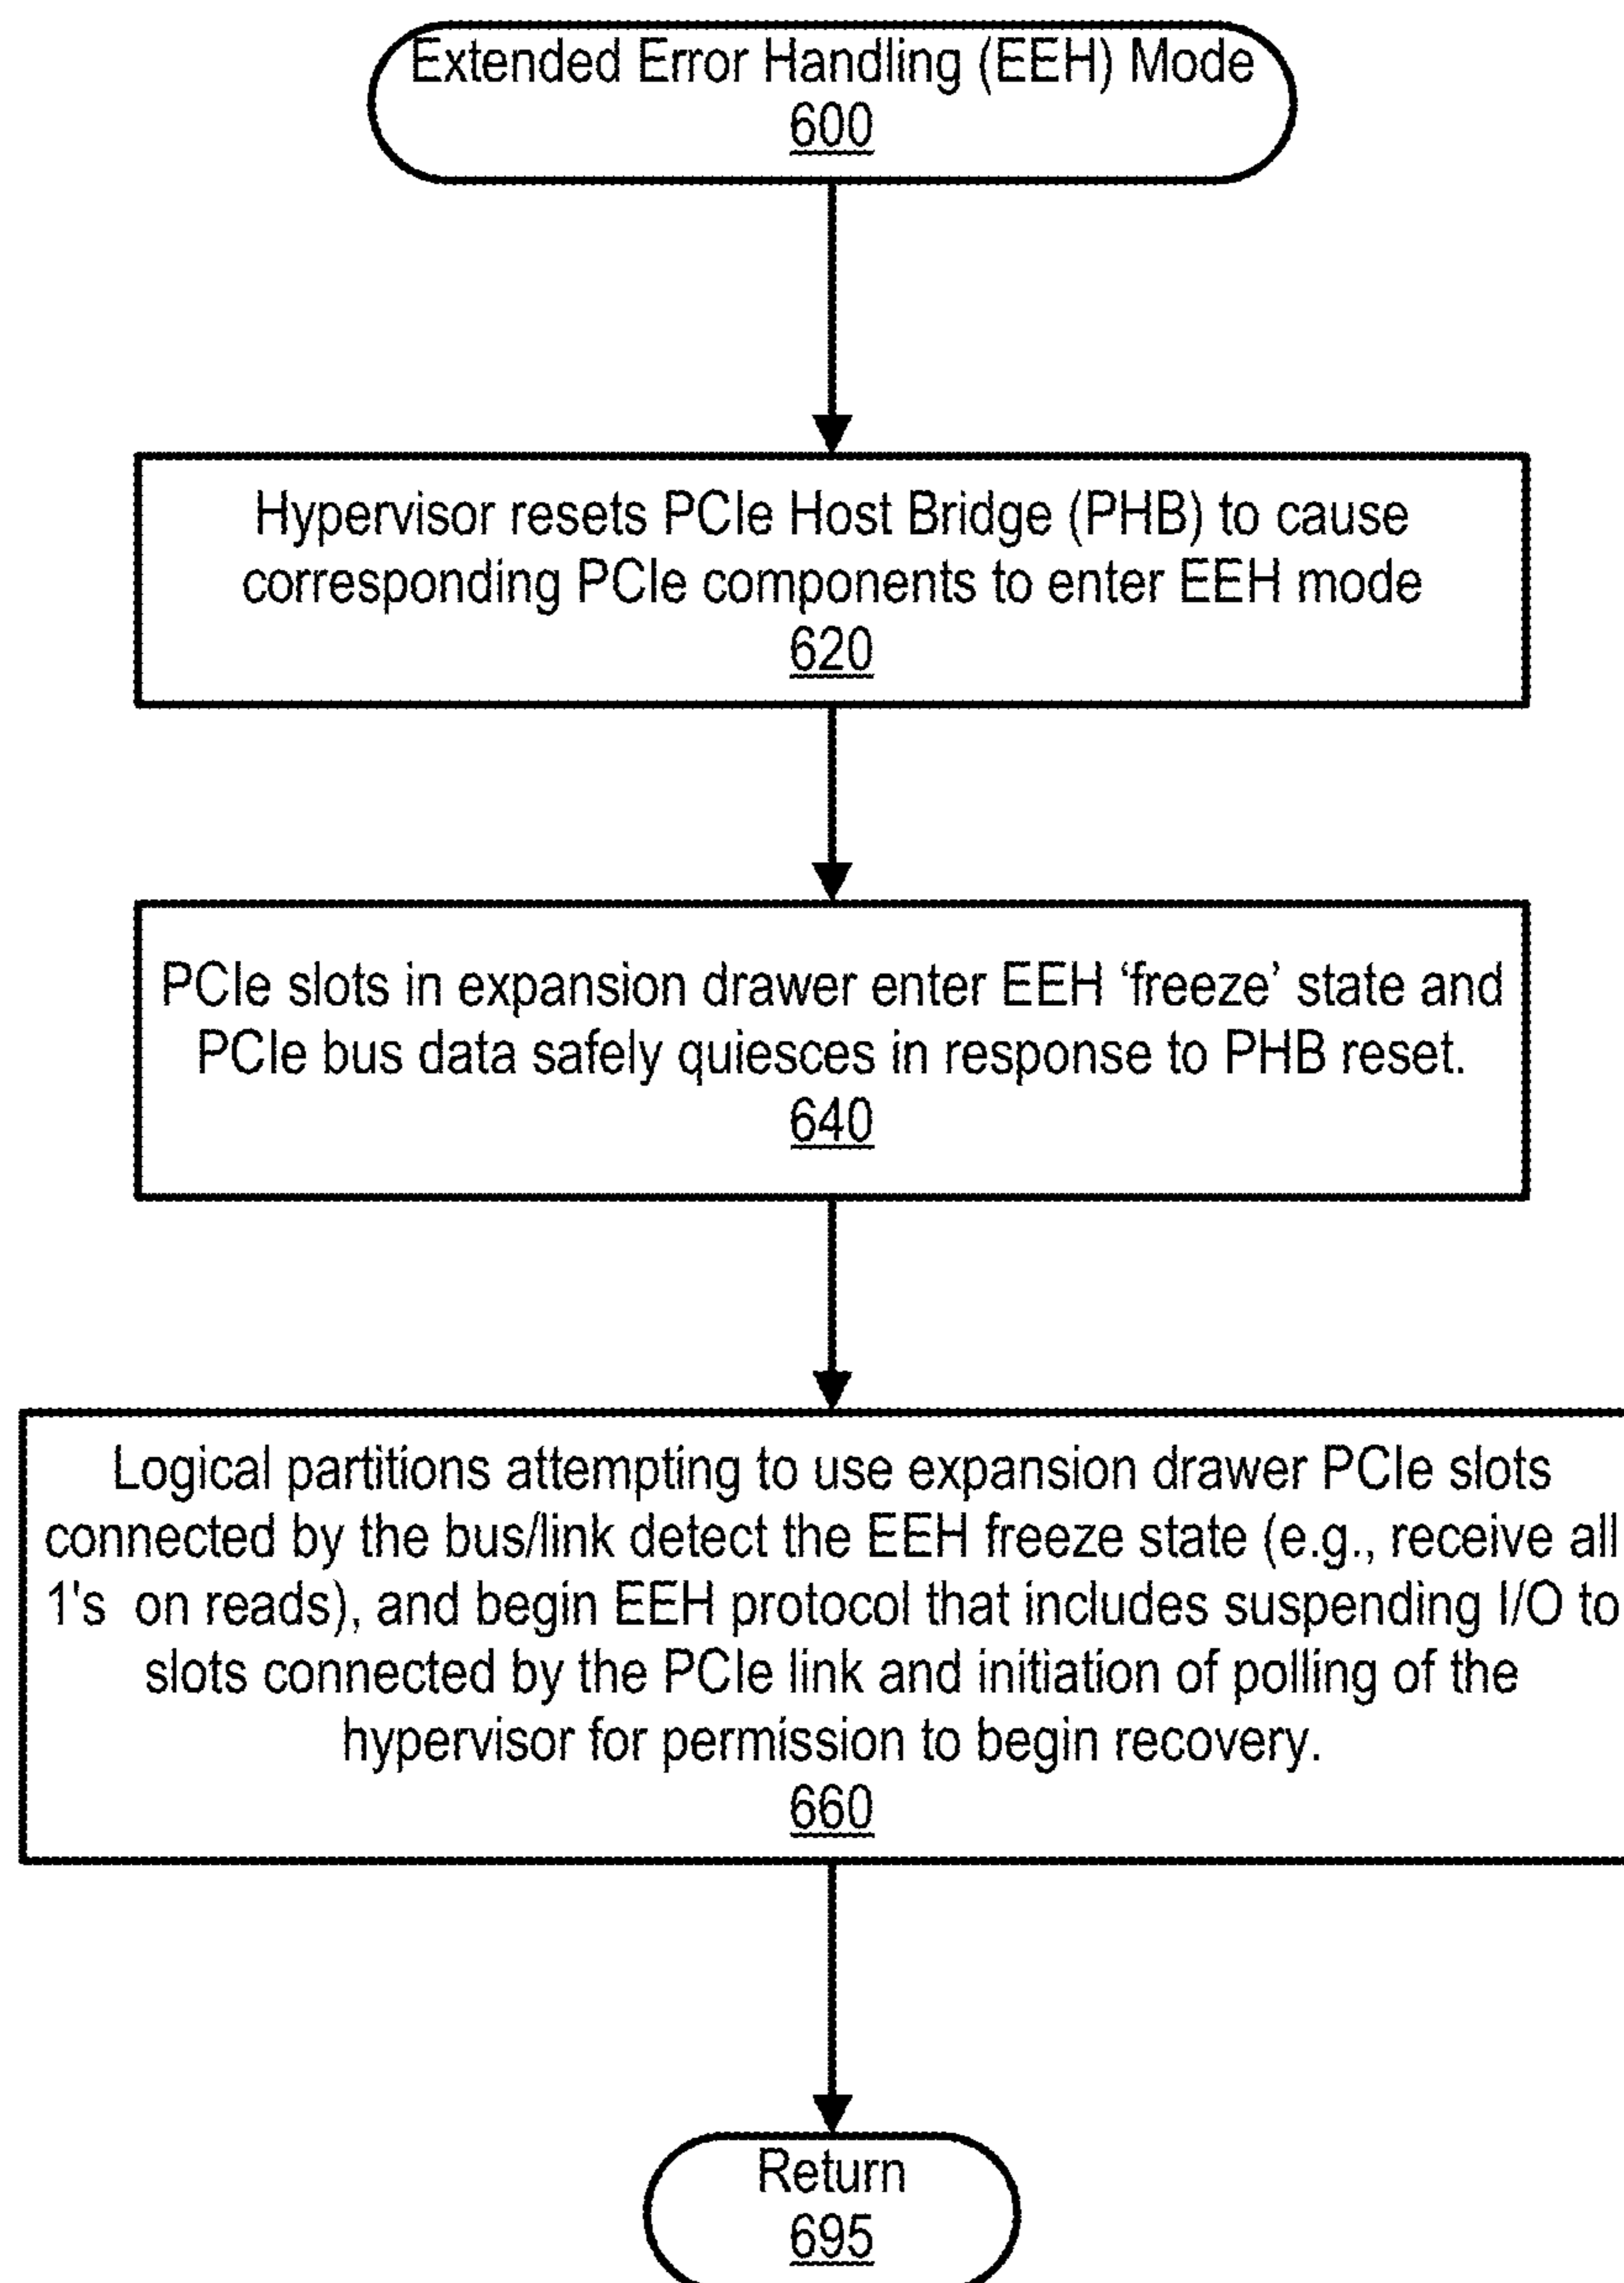 Extended Error Handling (EEH) Mode
600
Hypervisor resets PCIe Host Bridge (PHB) to cause
corresponding PCIe components to enter EEH mode
620
PCIe slots in expansion drawer enter EEH ‘freeze’ state and
PCIe bus data safely quiesces in response to PHB reset.
640
Logical partitions attempting to use expansion drawer PCIe slots
connected by the bus/link detect the EEH freeze state (e.g., receive all
1's on reads), and begin EEH protocol that includes suspending I/O to
slots connected by the PCIe link and initiation of polling of the
hypervisor for permission to begin recovery.
660
Return
695